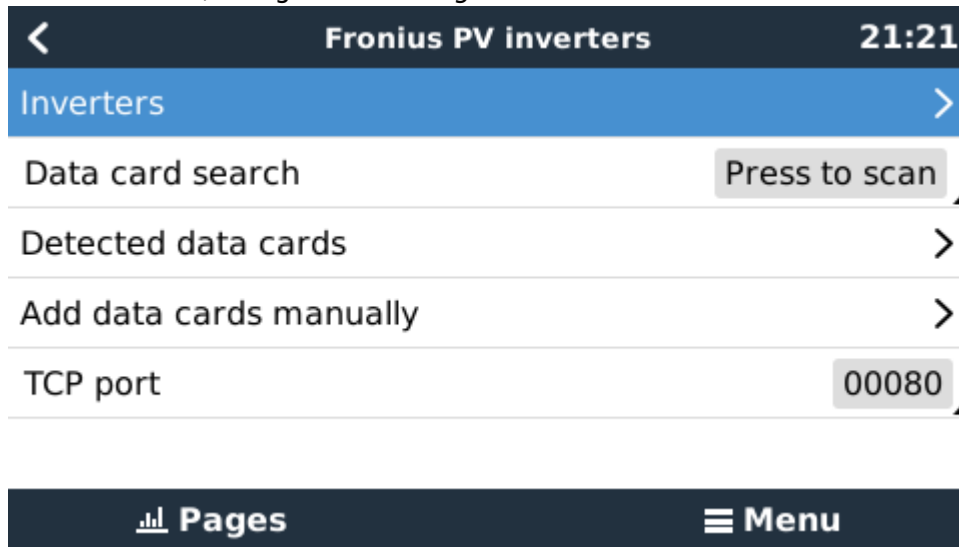 Fronius PV inverters 21:21
Inverters
Data card search Press to scan
Detected data cards
Add data cards manually
TCP port 00080
Pages Menu